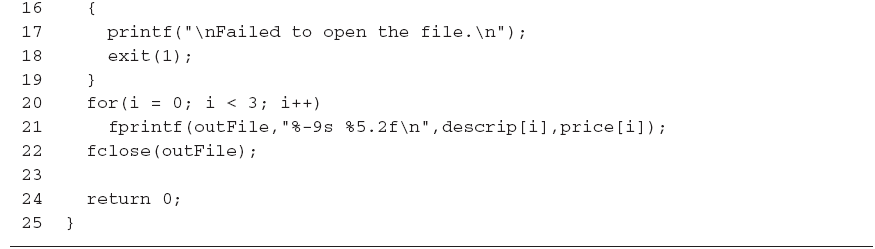 16 {
17 printf("\nFailed to open the file.\n");
18 exit(1);
19 }
20 for(i = 0; i < 3; i++)
21 fprintf(outFile,"%-9s %5.2f\n",descrip[i],price[i]);
22 fclose(outFile);
23
24 return 0;
25 }